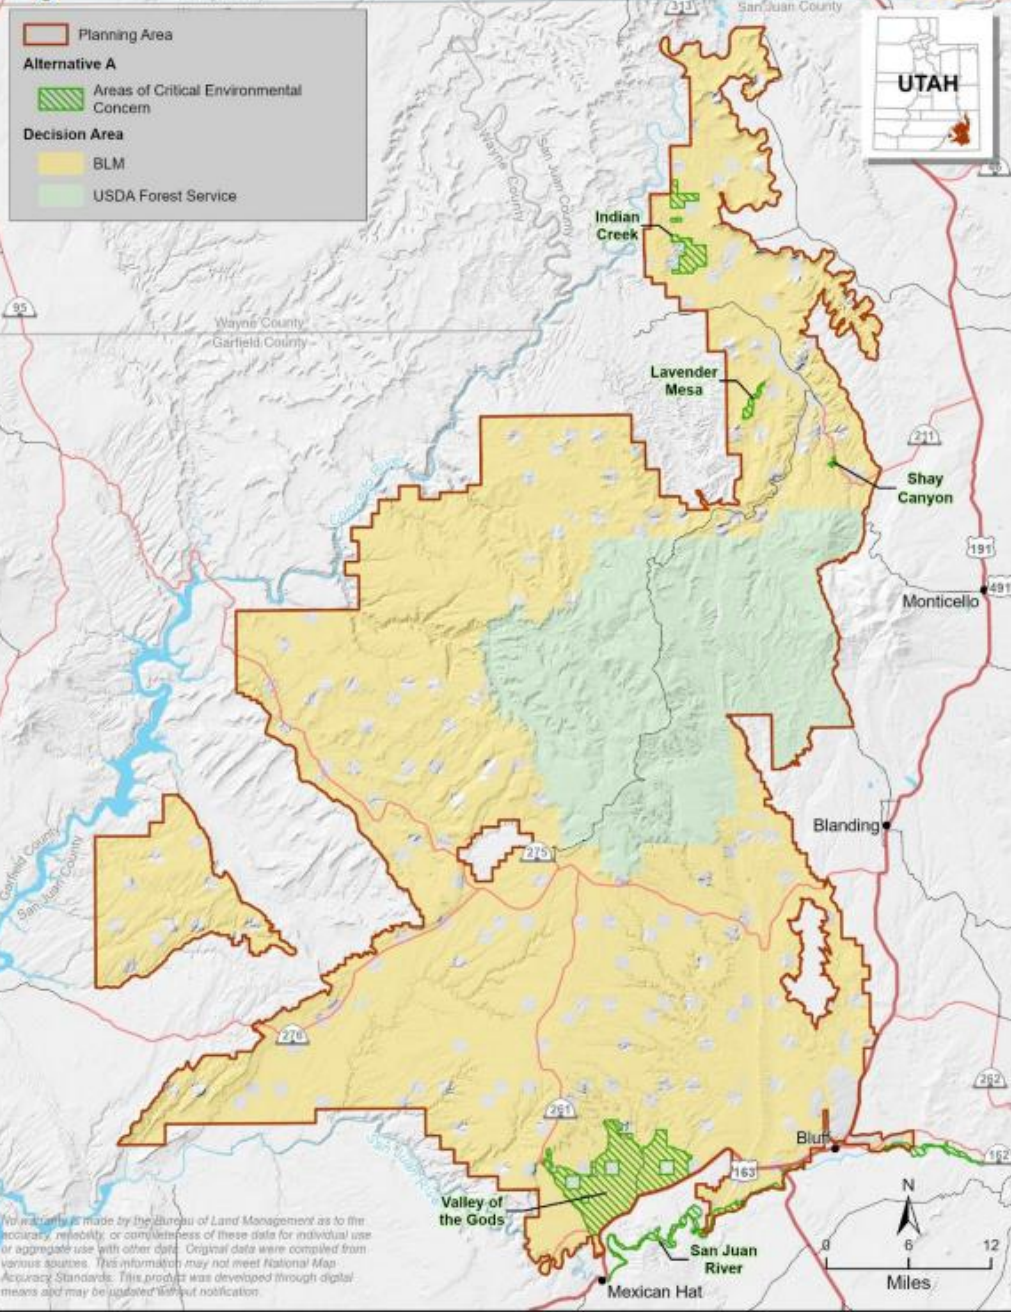 313
San Juan County
Planning Area
Alternative A
Areas of Critical Environmental
Concern
Decision Area
BLM
USDA Forest Service
UTAH
46
Wayne County
San Juan County
Indian
Creek
95
Wayne County
Garfield County
Lavender
Mesa
211
Shay
Canyon
Colorado River
191
491
Monticello
Garfield County
San Juan County
Blanding
275
276
262
261
Bluff
163
162
Valley of
the Gods
San Juan
River
Mexican Hat
N
0 6 12
Miles
No warranty is made by the Bureau of Land Management as to the
accuracy, reliability, or completeness of these data for individual use
or aggregate use with other data. Original data were compiled from
various sources. This information may not meet National Map
Accuracy Standards. This product was developed through digital
means and may be updated without notification.